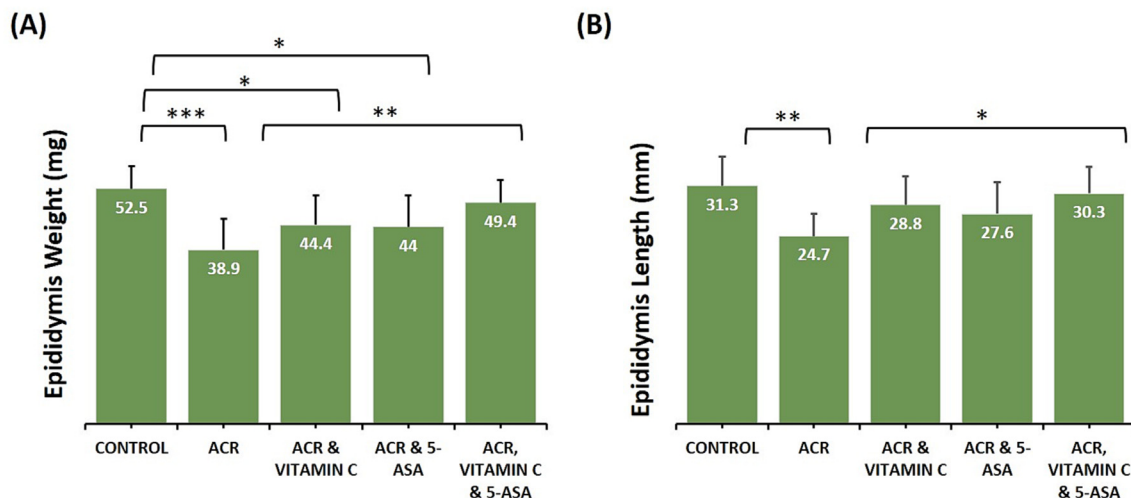 (A)
*
*
***
**
Epididymis Weight (mg)
52.5
38.9
44.4
44
49.4
CONTROL
ACR
ACR &
VITAMIN C
ACR & 5-
ASA
ACR,
VITAMIN C
& 5-ASA
(B)
**
*
Epididymis Length (mm)
31.3
24.7
28.8
27.6
30.3
CONTROL
ACR
ACR &
VITAMIN C
ACR & 5-
ASA
ACR,
VITAMIN C
& 5-ASA